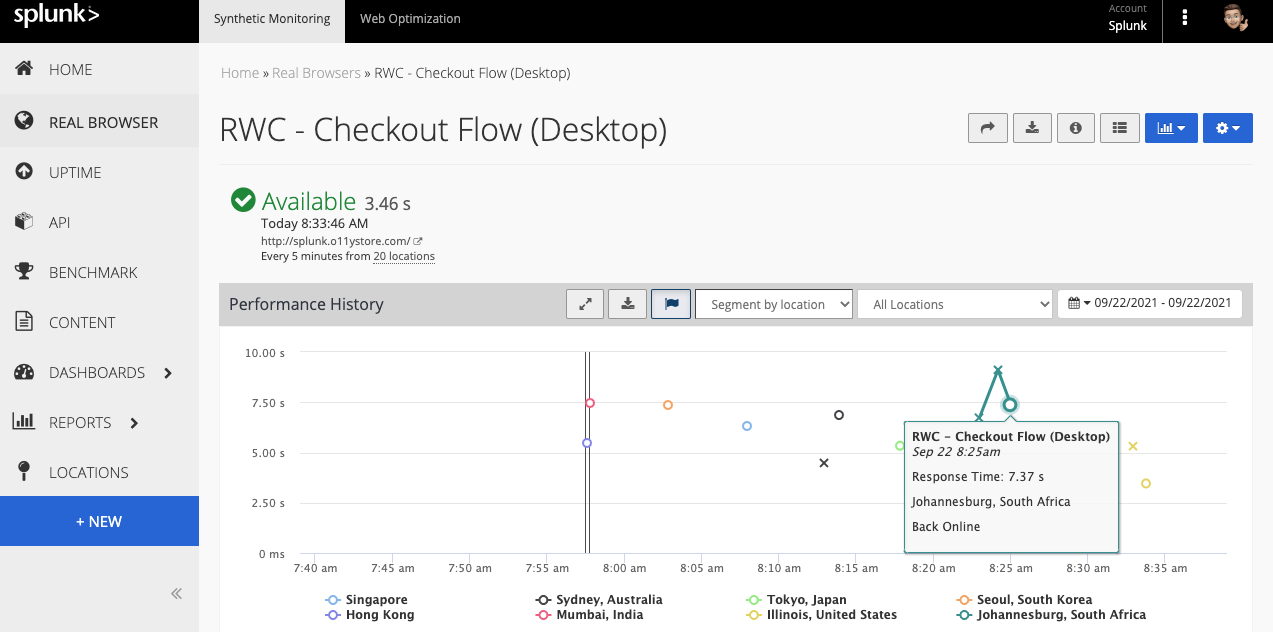 splunk>
Synthetic Monitoring
Web Optimization
Account
Splunk
HOME
REAL BROWSER
UPTIME
API
BENCHMARK
CONTENT
DASHBOARDS
REPORTS
LOCATIONS
+ NEW
Home » Real Browsers » RWC - Checkout Flow (Desktop)
RWC - Checkout Flow (Desktop)
Available 3.46 s
Today 8:33:46 AM
http://splunk.o11ystore.com/
Every 5 minutes from 20 locations
Performance History
Segment by location
All Locations
09/22/2021 - 09/22/2021
10.00 s
7.50 s
5.00 s
2.50 s
0 ms
RWC - Checkout Flow (Desktop)
Sep 22 8:25am
Response Time: 7.37 s
Johannesburg, South Africa
Back Online
7:40 am 7:45 am 7:50 am 7:55 am 8:00 am 8:05 am 8:10 am 8:15 am 8:20 am 8:25 am 8:30 am 8:35 am
Singapore Sydney, Australia Tokyo, Japan Seoul, South Korea
Hong Kong Mumbai, India Illinois, United States Johannesburg, South Africa